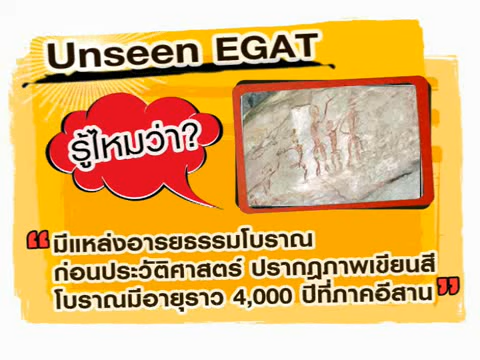 Unseen EGAT
รู้ไหมว่า?
❝มีแหล่งอารยธรรมโบราณ
ก่อนประวัติศาสตร์ ปรากฏภาพเขียนสี
โบราณมีอายุราว 4,000 ปีที่ภาคอีสาน❞